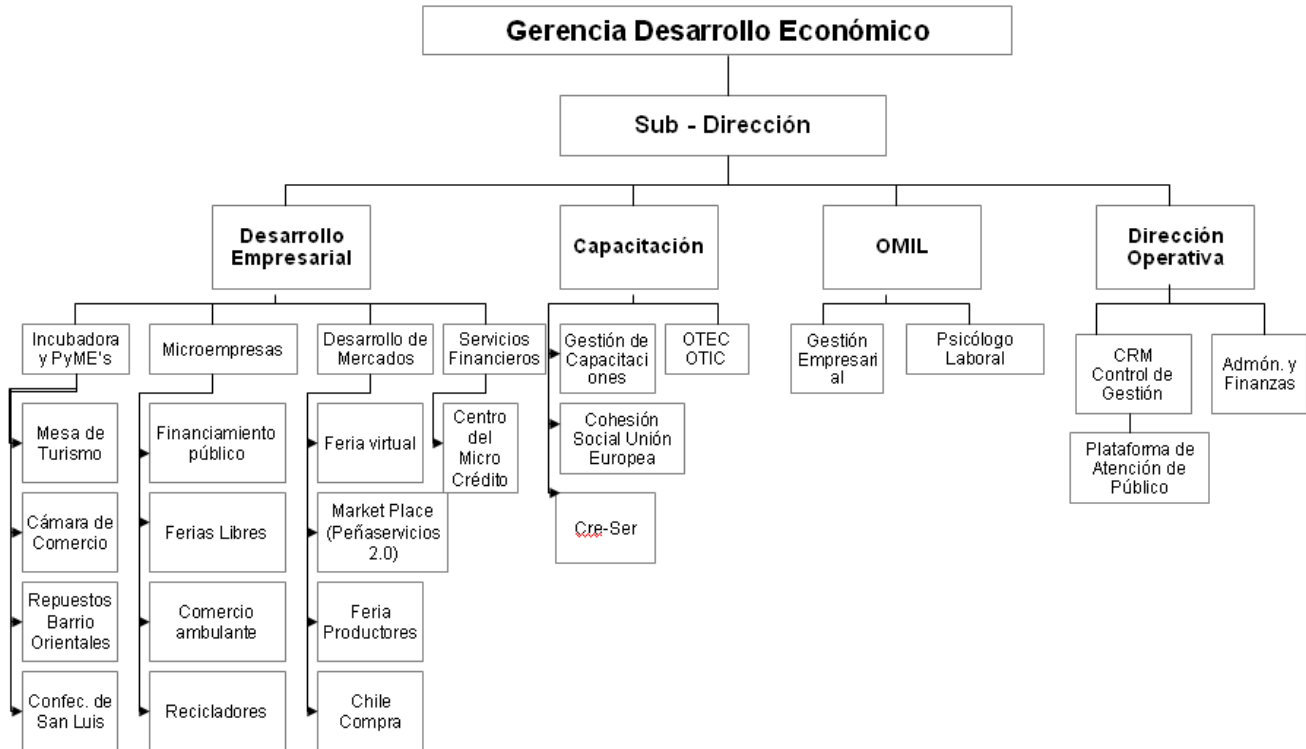 Gerencia Desarrollo Económico
Sub - Dirección
Desarrollo
Empresarial
Capacitación
OMIL
Dirección
Operativa
Incubadora
y PyME's
Microempresas
Desarrollo de
Mercados
Servicios
Financieros
Gestión de
Capacitaci
ones
OTEC
OTIC
Gestión
Empresari
al
Psicólogo
Laboral
CRM
Control de
Gestión
Admón. y
Finanzas
Mesa de
Turismo
Financiamiento
público
Feria virtual
Centro
del
Micro
Crédito
Cohesión
Social Unión
Europea
Plataforma de
Atención de
Público
Cámara de
Comercio
Ferias Libres
Market Place
(Peñaservicios
2.0)
Cre-Ser
Repuestos
Barrio
Orientales
Comercio
ambulante
Feria
Productores
Confec. de
San Luis
Recicladores
Chile
Compra